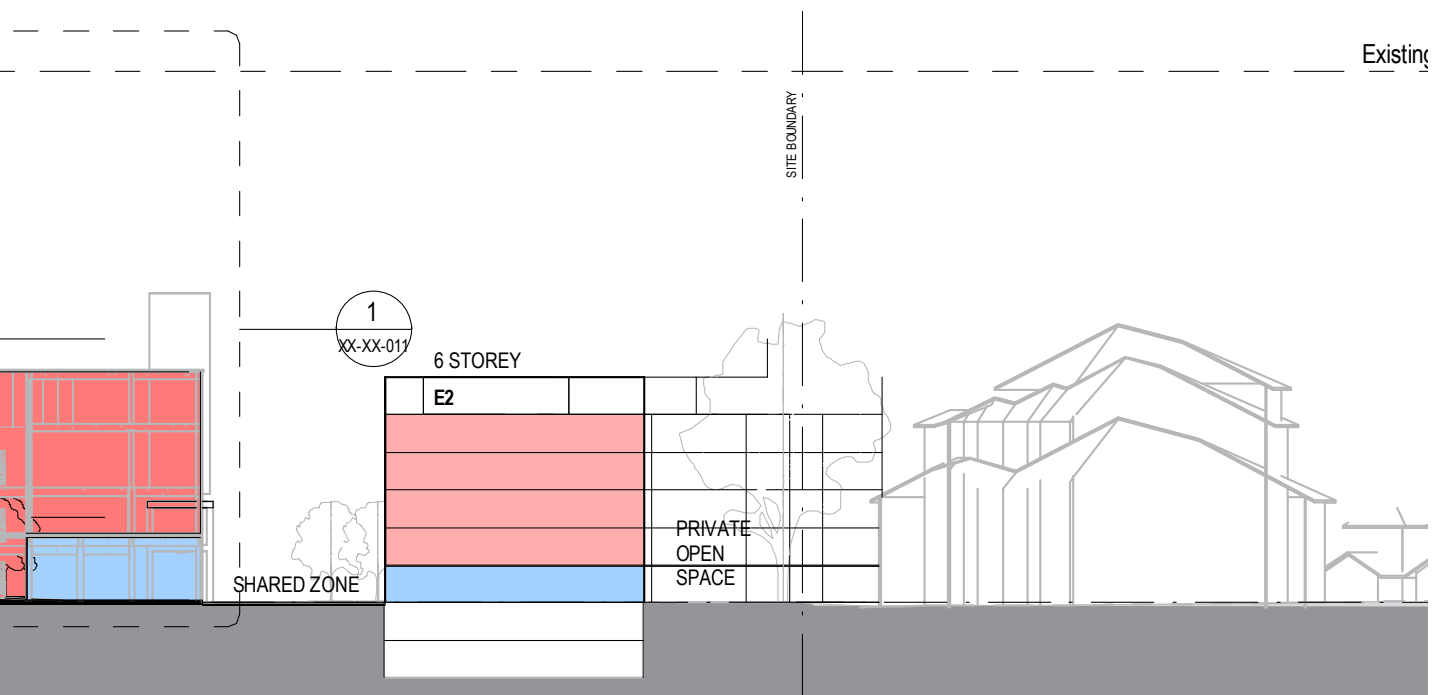 Existing
SITE BOUNDARY
1
XX-XX-011
6 STOREY
E2
PRIVATE
OPEN
SPACE
SHARED ZONE